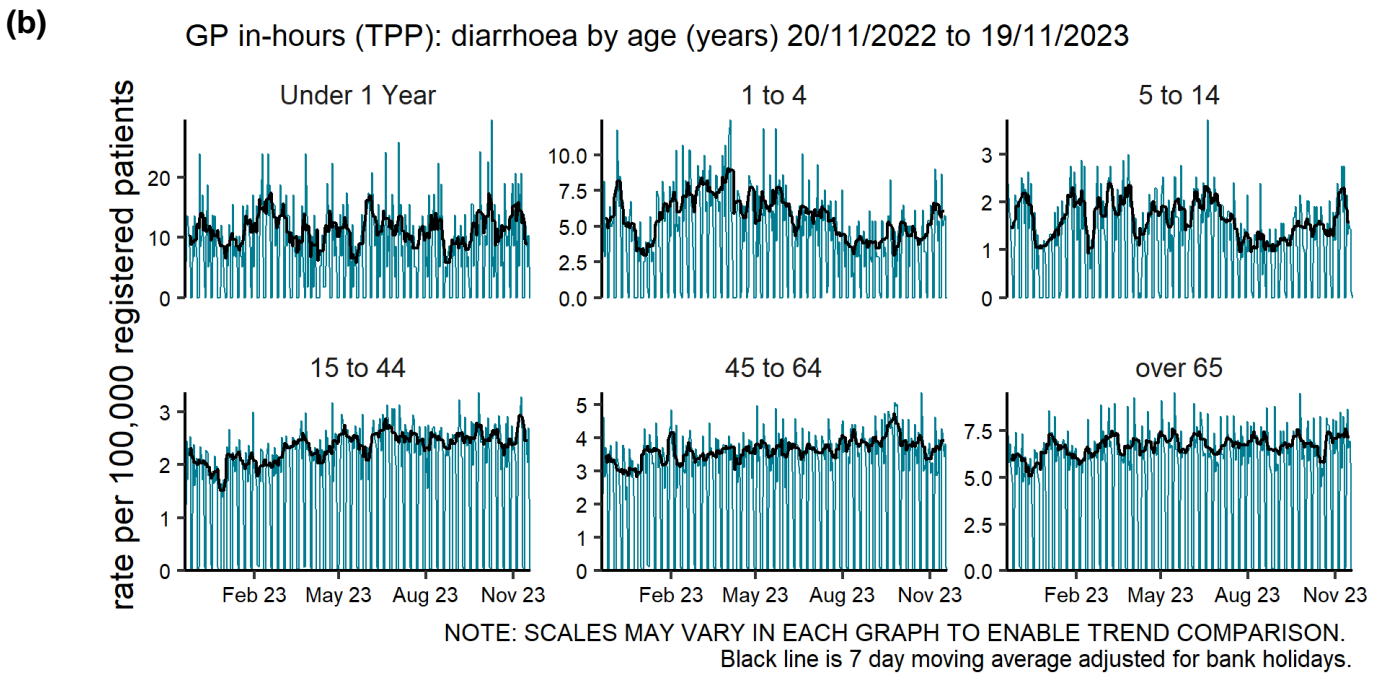 (b)
GP in-hours (TPP): diarrhoea by age (years) 20/11/2022 to 19/11/2023
rate per 100,000 registered patients
Under 1 Year
20
10
0
1 to 4
10.0
7.5
5.0
2.5
0.0
5 to 14
3
2
1
0
15 to 44
3
2
1
0
Feb 23 May 23 Aug 23 Nov 23
45 to 64
5
4
3
2
1
0
Feb 23 May 23 Aug 23 Nov 23
over 65
7.5
5.0
2.5
0.0
Feb 23 May 23 Aug 23 Nov 23
NOTE: SCALES MAY VARY IN EACH GRAPH TO ENABLE TREND COMPARISON.
Black line is 7 day moving average adjusted for bank holidays.